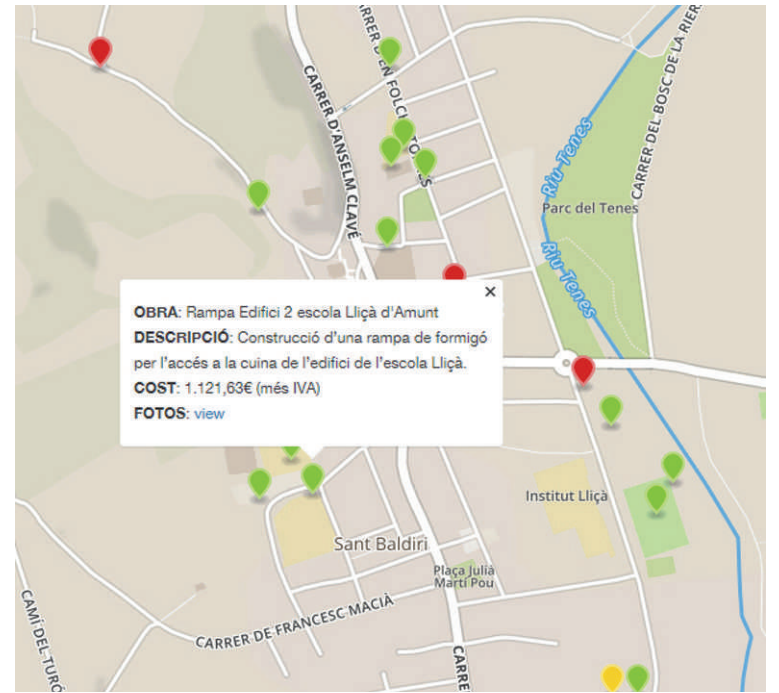 CARRER D'EN FOLCH I TORRES
CARRER D'ANSELM CLAVÉ
CARRER DEL BOSC DE LA RIER
Riu-Tenes
Parc del Tenes
Riu-Tenes
×
OBRA: Rampa Edifici 2 escola Lliçà d'Amunt
DESCRIPCIÓ: Construcció d'una rampa de formigó
per l'accés a la cuina de l'edifici de l'escola Lliçà.
COST: 1.121,63€ (més IVA)
FOTOS: view
Institut Lliçà
Sant Baldiri
Plaça Julià
Martí Pou
CAMÍ DEL TURÓ
CARRER DE FRANCESC MACIÀ
CARRE